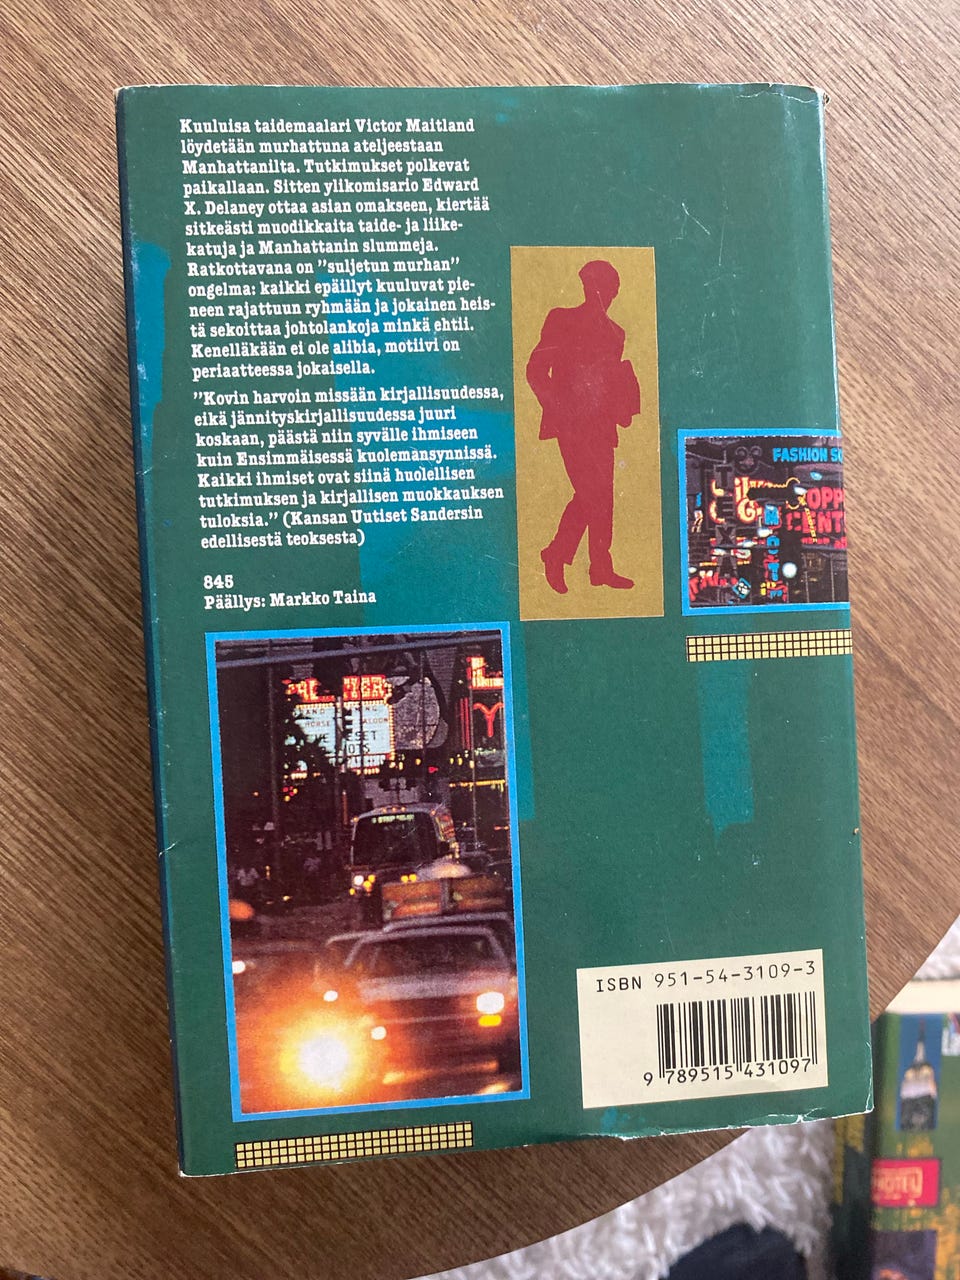 Kuuluisa taidemaalari Victor Maitland
löydetään murhattuna ateljeestaan
Manhattanilta. Tutkimukset polkevat
paikallaan. Sitten ylikomisario Edward
X. Delaney ottaa asian omakseen, kiertää
sitkeästi muodikkaita taide- ja liike-
katuja ja Manhattanin slummeja.
Ratkottavana on ”suljetun murhan”
ongelma: kaikki epäillyt kuuluvat pie-
neen rajattuun ryhmään ja jokainen heis-
tä sekoittaa johtolankoja minkä ehtii.
Kenelläkään ei ole alibia, motiivi on
periaatteessa jokaisella.
”Kovin harvoin missään kirjallisuudessa,
eikä jännityskirjallisuudessa juuri
koskaan, päästä niin syvälle ihmiseen
kuin Ensimmäisessä kuolemansynnissä.
Kaikki ihmiset ovat siinä huolellisen
tutkimuksen ja kirjallisen muokkauksen
tuloksia.” (Kansan Uutiset Sandersin
edellisestä teoksesta)
845
Päällys: Markko Taina
FASHION
OPP
CENT
ISBN 951-54-3109-3
9 789515 431097
HOTEL